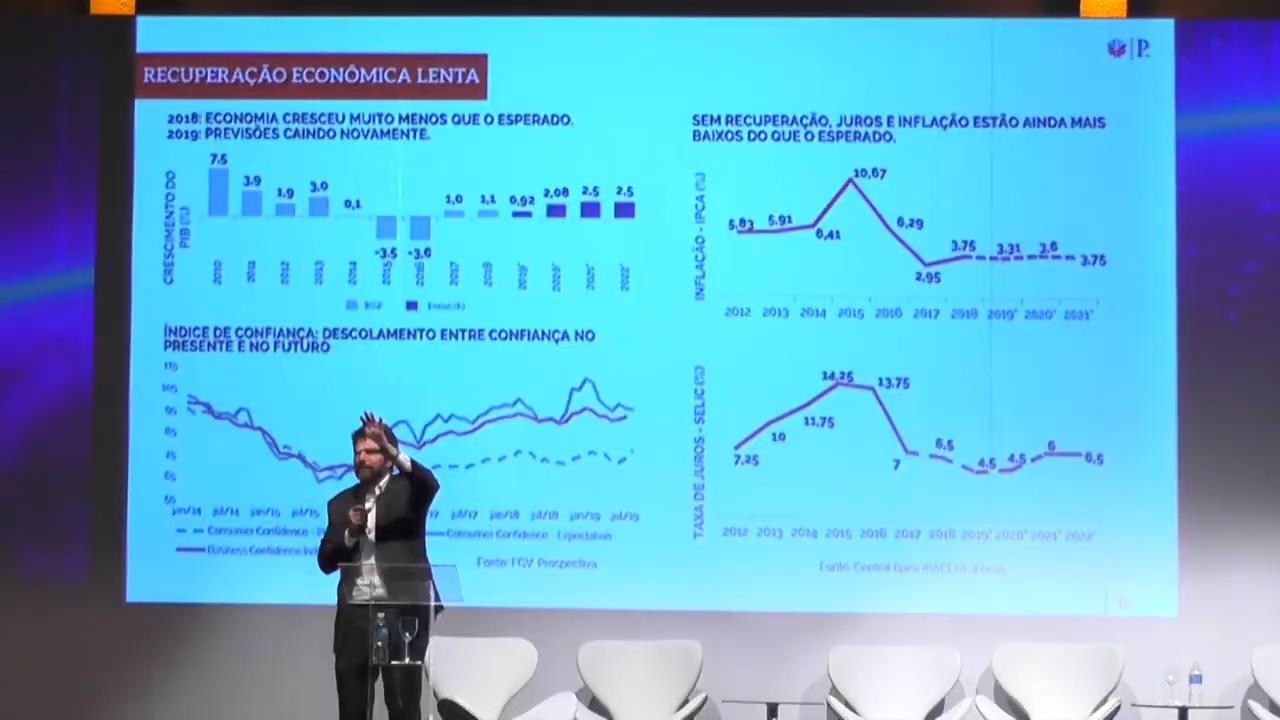 P.
RECUPERAÇÃO ECONÔMICA LENTA
2018: ECONOMIA CRESCEU MUITO MENOS QUE O ESPERADO.
2019: PREVISÕES CAINDO NOVAMENTE.
CRESCIMENTO DO
PIB (%)
7.5 3.9 1.9 3.0 0,1 -3.5 -3.6 1,0 1,1 0,92 2,08 2.5 2.5
2010 2011 2012 2013 2014 2015 2016 2017 2018 2019* 2020* 2021* 2022*
ÍNDICE DE CONFIANÇA: DESCOLAMENTO ENTRE CONFIANÇA NO
PRESENTE E NO FUTURO
115
105
95
85
75
65
55
jan/14 jul/14 jan/15 jul/15 17 jul/17 jan/18 jul/18 jan/19 jul/19
Consumer Confidence - Consumer Confidence - Expectation
Business Confidence
Fonte: FGV, Prospectiva
SEM RECUPERAÇÃO, JUROS E INFLAÇÃO ESTÃO AINDA MAIS
BAIXOS DO QUE O ESPERADO.
INFLAÇÃO - IPCA (%)
5,83 5.91 6,41 10,67 6,29 2,95 3.75 3.31 3,6 3.75
2012 2013 2014 2015 2016 2017 2018 2019* 2020* 2021*
TAXA DE JUROS - SELIC (%)
7,25 10 11,75 14,25 13,75 7 6,5 4.5 4.5 6 6,5
2012 2013 2014 2015 2016 2017 2018 2019* 2020* 2021* 2022*
Fonte: Central Bank